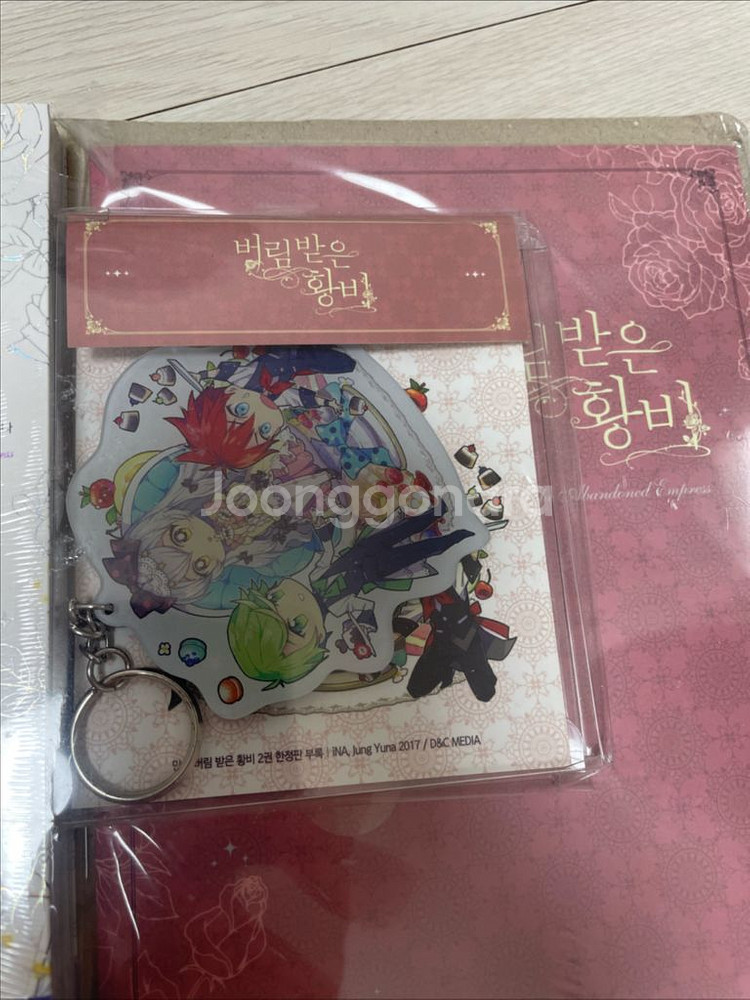 버림 받은
황비
받은
황비
Abandoned Empress
Joonggonara
버림 받은 황비 2권 한정판 부록 | iNA, Jung Yuna 2017 / D&C MEDIA